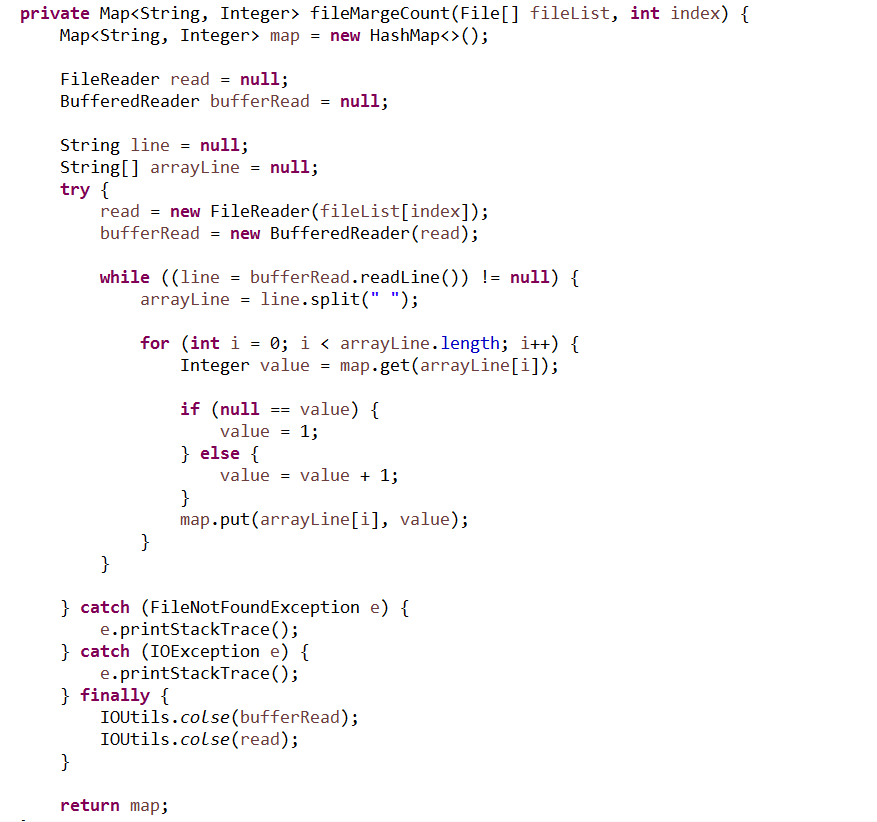 private Map<String, Integer> fileMargeCount(File[] fileList, int index) {
    Map<String, Integer> map = new HashMap<>();

    FileReader read = null;
    BufferedReader bufferRead = null;

    String line = null;
    String[] arrayLine = null;
    try {
        read = new FileReader(fileList[index]);
        bufferRead = new BufferedReader(read);

        while ((line = bufferRead.readLine()) != null) {
            arrayLine = line.split(" ");

            for (int i = 0; i < arrayLine.length; i++) {
                Integer value = map.get(arrayLine[i]);

                if (null == value) {
                    value = 1;
                } else {
                    value = value + 1;
                }
                map.put(arrayLine[i], value);
            }
        }

    } catch (FileNotFoundException e) {
        e.printStackTrace();
    } catch (IOException e) {
        e.printStackTrace();
    } finally {
        IOUtils.colse(bufferRead);
        IOUtils.colse(read);
    }

    return map;